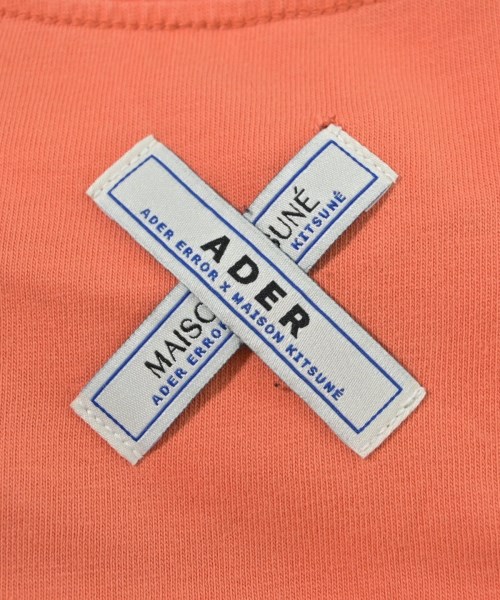 ADER
ADER ERROR X MAISON KITSUNÉ
MAISO SUNÉ
ADER ERROR KITSUNÉ